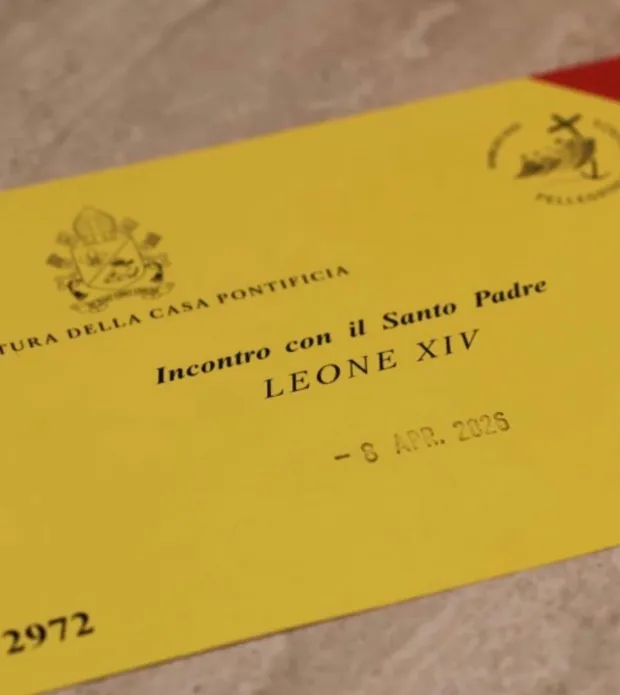 TURA DELLA CASA PONTIFICIA
Incontro con il Santo Padre
LEONE XIV
- 8 APR. 2026
2972